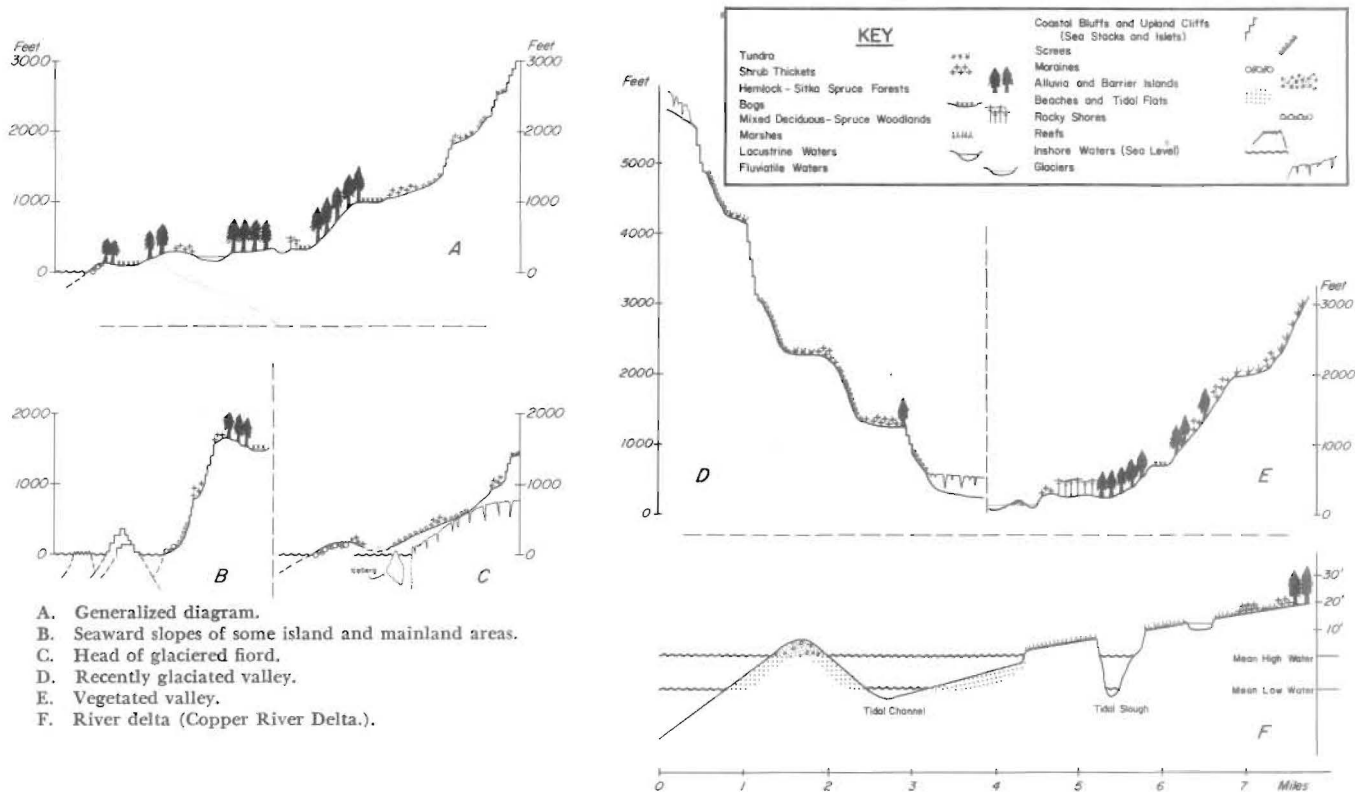 Feet
3000
2000
1000
0
Feet
3000
2000
1000
0
A
2000
1000
0
B
2000
1000
0
Iceberg
C
A. Generalized diagram.
B. Seaward slopes of some island and mainland areas.
C. Head of glaciered fiord.
D. Recently glaciated valley.
E. Vegetated valley.
F. River delta (Copper River Delta.).
KEY
Tundra
Shrub Thickets
Hemlock - Sitka Spruce Forests
Bogs
Mixed Deciduous - Spruce Woodlands
Marshes
Lacustrine Waters
Fluviatile Waters
Coastal Bluffs and Upland Cliffs
(Sea Stacks and Islets)
Screes
Moraines
Alluvia and Barrier Islands
Beaches and Tidal Flats
Rocky Shores
Reefs
Inshore Waters (Sea Level)
Glaciers
Feet
5000
4000
3000
2000
1000
0
D
Feet
3000
2000
1000
0
E
30'
20'
10'
Mean High Water
Mean Low Water
Tidal Channel
Tidal Slough
F
0 1 2 3 4 5 6 7 Miles